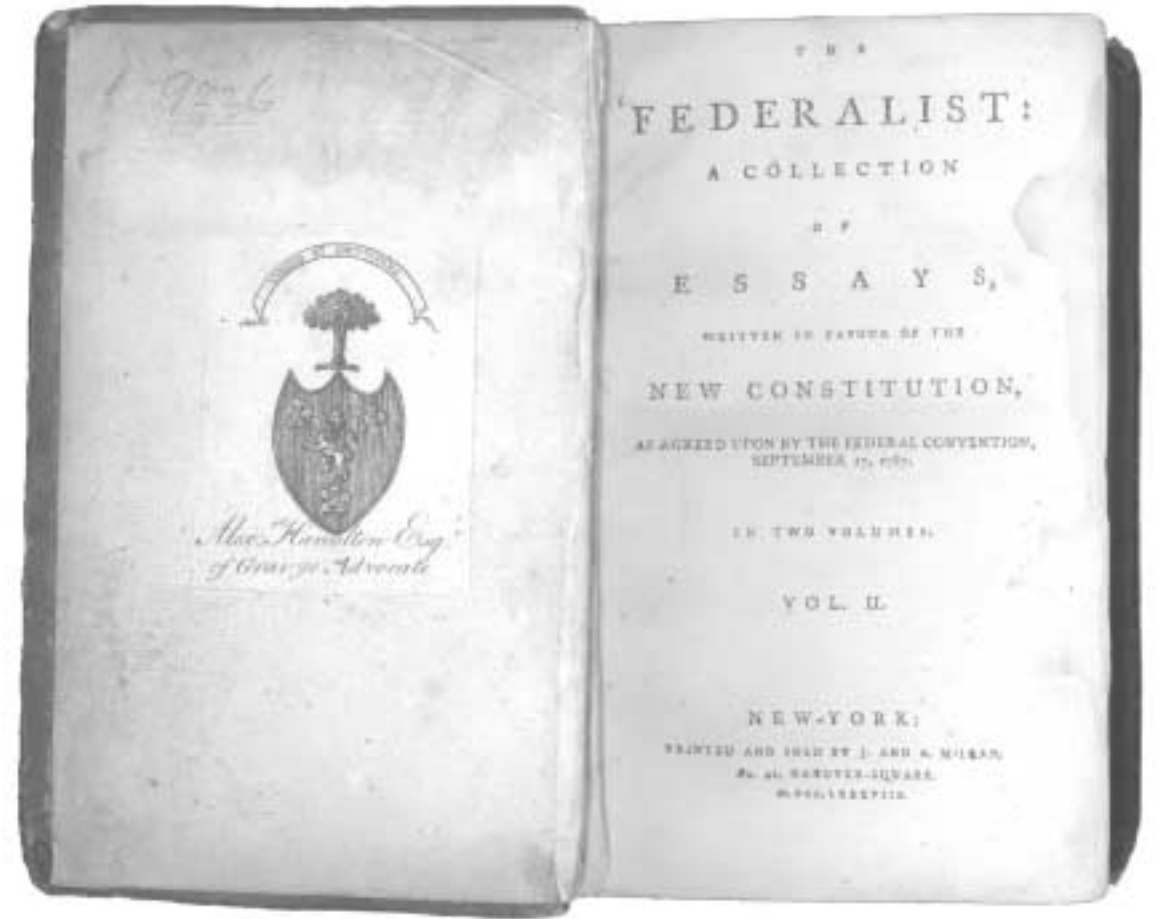 Alex. Hamilton Esq.
of Grange Advocate
THE
FEDERALIST:
A COLLECTION
OF
ESSAYS,
WRITTEN IN FAVOUR OF THE
NEW CONSTITUTION,
AS AGREED UPON BY THE FEDERAL CONVENTION,
SEPTEMBER 17, 1787.
IN TWO VOLUMES.
VOL. II.
NEW-YORK:
PRINTED AND SOLD BY J. AND A. M'LEAN,
No. 41, HANOVER-SQUARE.
M,DCC,LXXXVIII.